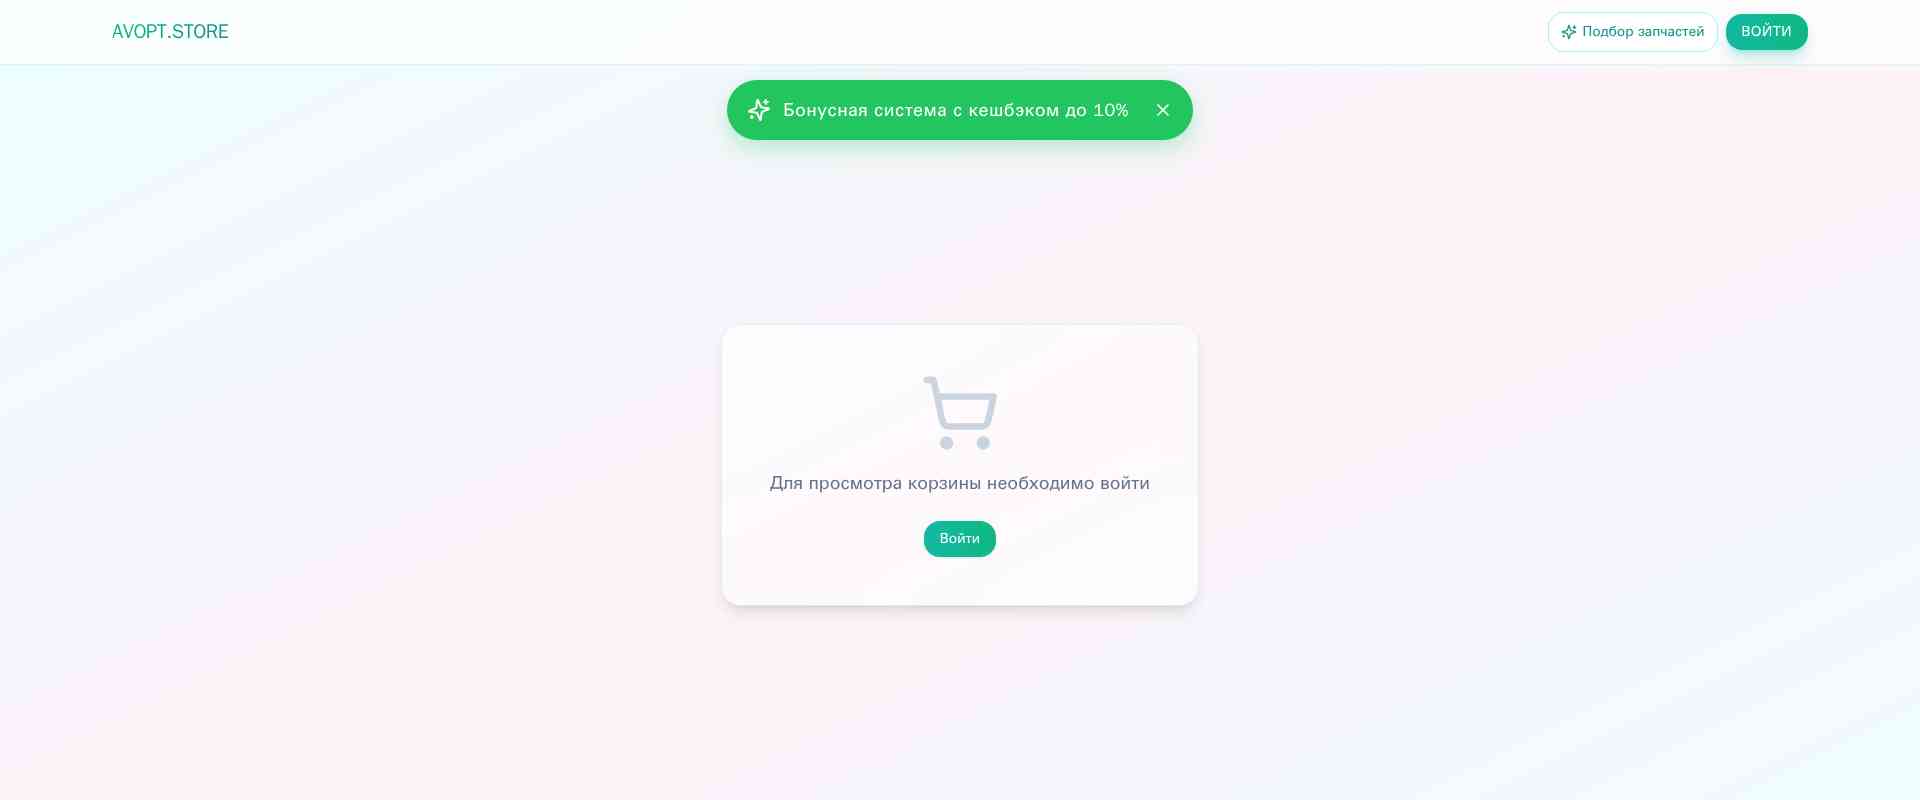 AVOPT.STORE
Подбор запчастей
ВОЙТИ
Бонусная система с кешбэком до 10%
Для просмотра корзины необходимо войти
Войти